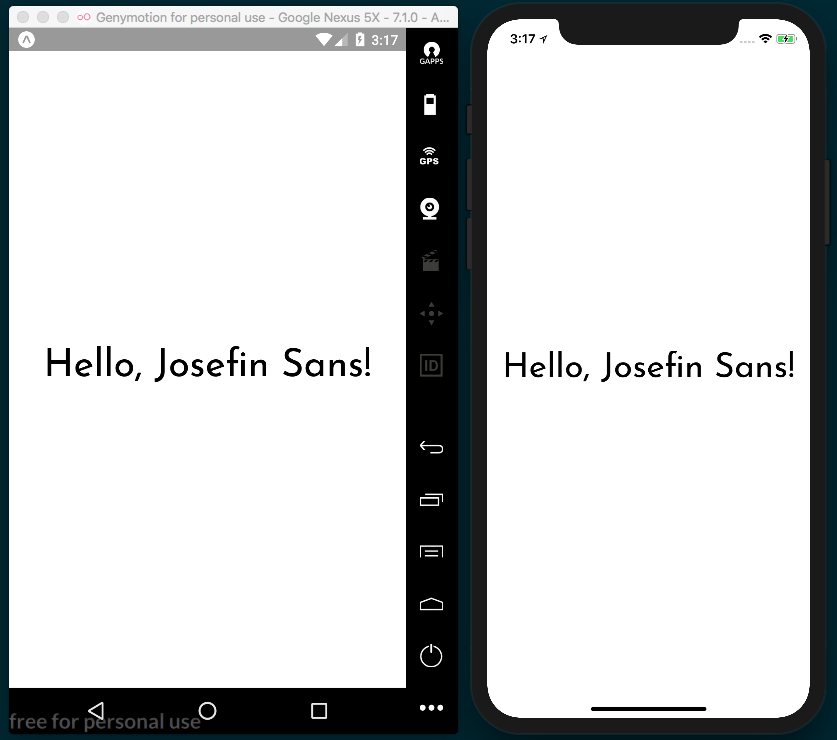 Genymotion for personal use - Google Nexus 5X - 7.1.0 - A...
3:17
GAPPS
GPS
ID
Hello, Josefin Sans!
free for personal use
3:17
Hello, Josefin Sans!